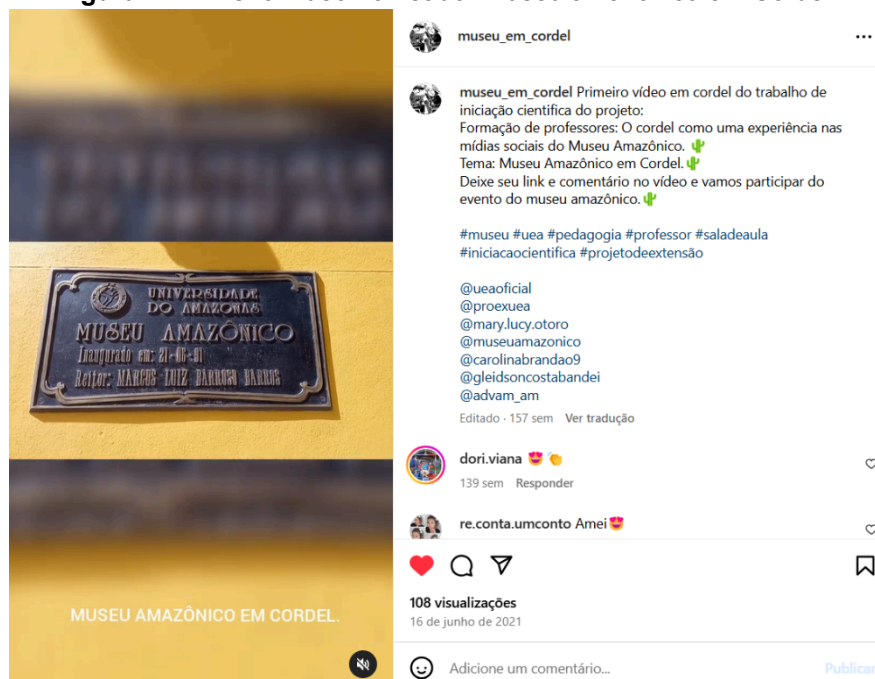 museu_em_cordel
museu_em_cordel Primeiro vídeo em cordel do trabalho de
iniciação cientifica do projeto:
Formação de professores: O cordel como uma experiência nas
mídias sociais do Museu Amazônico. 🌵
Tema: Museu Amazônico em Cordel.🌵
Deixe seu link e comentário no vídeo e vamos participar do
evento do museu amazônico.🌵
#museu #uea #pedagogia #professor #saladeaula
#iniciacaocientifica #projetodeextensão
@ueaoficial
@proexuea
@mary.lucy.otoro
@museuamazonico
@carolinabrandao9
@gleidsoncostabandei
@advam_am
Editado · 157 sem Ver tradução
dori.viana 😍 👏
139 sem Responder
re.conta.umconto Amei😍
108 visualizações
16 de junho de 2021
Adicione um comentário...
Publicar
UNIVERSIDADE
DO AMAZONAS
MUSEU AMAZÔNICO
Inaugurado em: 21-06-91
Reitor: MARCUS LUIZ BARROSO BARROS
MUSEU AMAZÔNICO EM CORDEL.